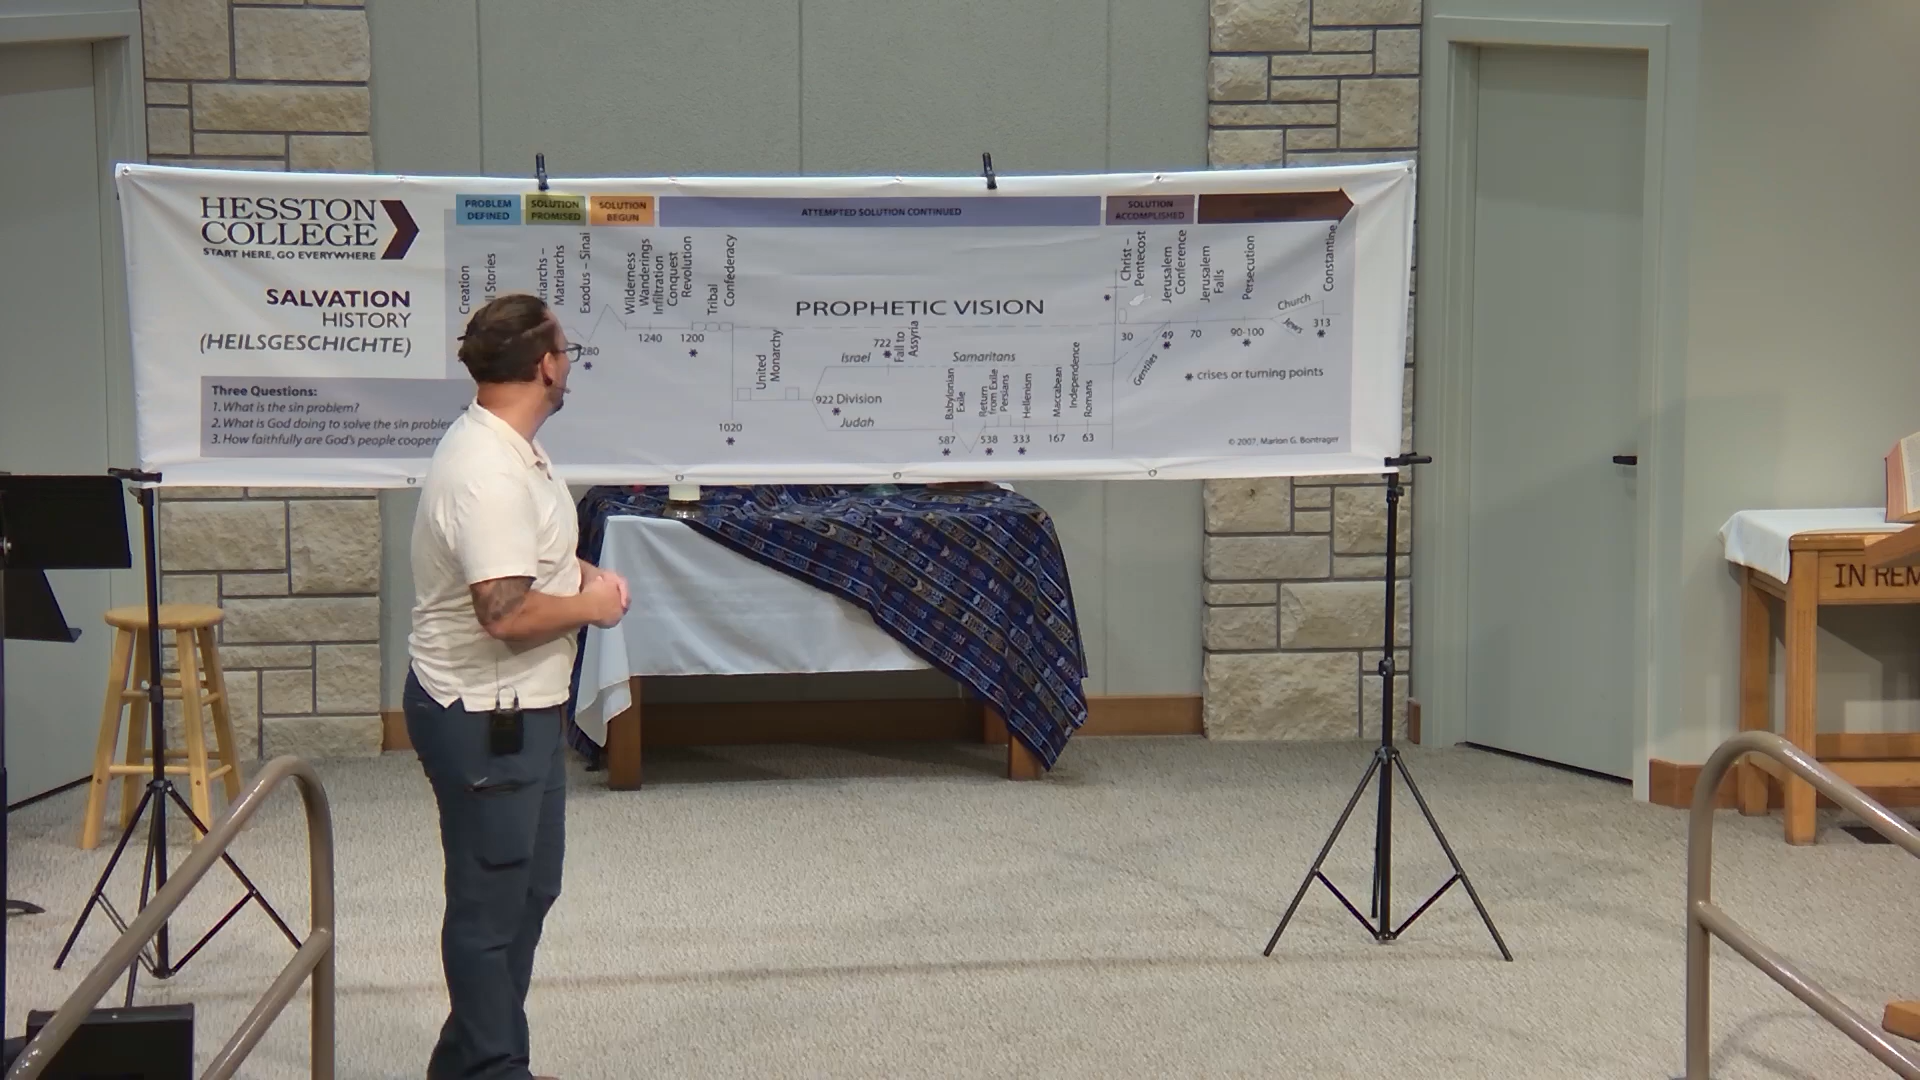 HESSTON
COLLEGE
START HERE, GO EVERYWHERE
SALVATION
HISTORY
(HEILSGESCHICHTE)
Three Questions:
1. What is the sin problem?
2. What is God doing to solve the sin
3. How faithfully are God's people
PROBLEM
DEFINED
SOLUTION
PROMISED
SOLUTION
BEGUN
ATTEMPTED SOLUTION CONTINUED
SOLUTION
ACCOMPLISHED
Creation
Stories
Matriarchs
Exodus – Sinai
Wilderness
Wanderings
Infiltration
Conquest
Revolution
Tribal
Confederacy
United
Monarchy
PROPHETIC VISION
280
1240
1200
1020
922 Division
Israel
Judah
722
Fall to
Assyria
Samaritans
Babylonian
Exile
Return
from Exile
Persians
Hellenism
Maccabean
Independence
Romans
587
538
333
167
63
Christ –
Pentecost
Jerusalem
Conference
Jerusalem
Falls
Persecution
Constantine
Church
Jews
Gentiles
30
49
70
90-100
313
* crises or turning points
© 2007, Marion G. Bontrager
IN REM